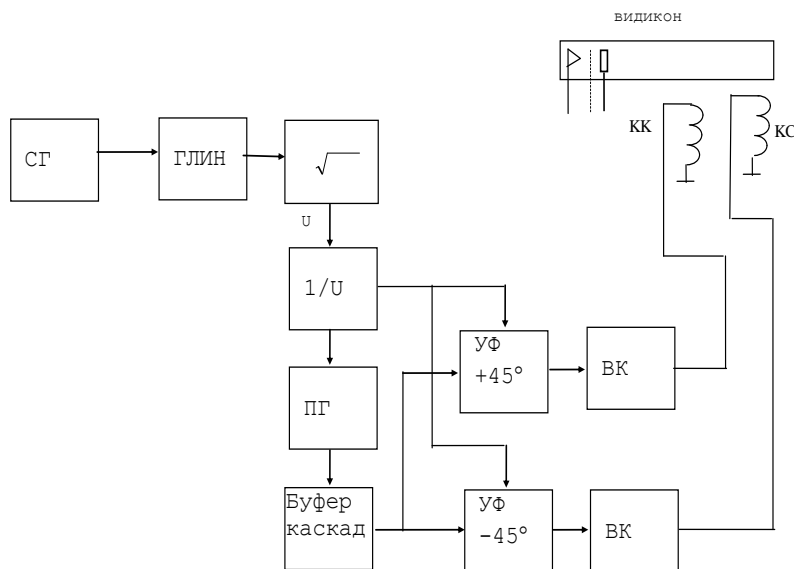 видикон
КК
КС
СГ
ГЛИН
√
U
1/U
УФ
+45°
ВК
ПГ
Буфер
каскад
УФ
-45°
ВК